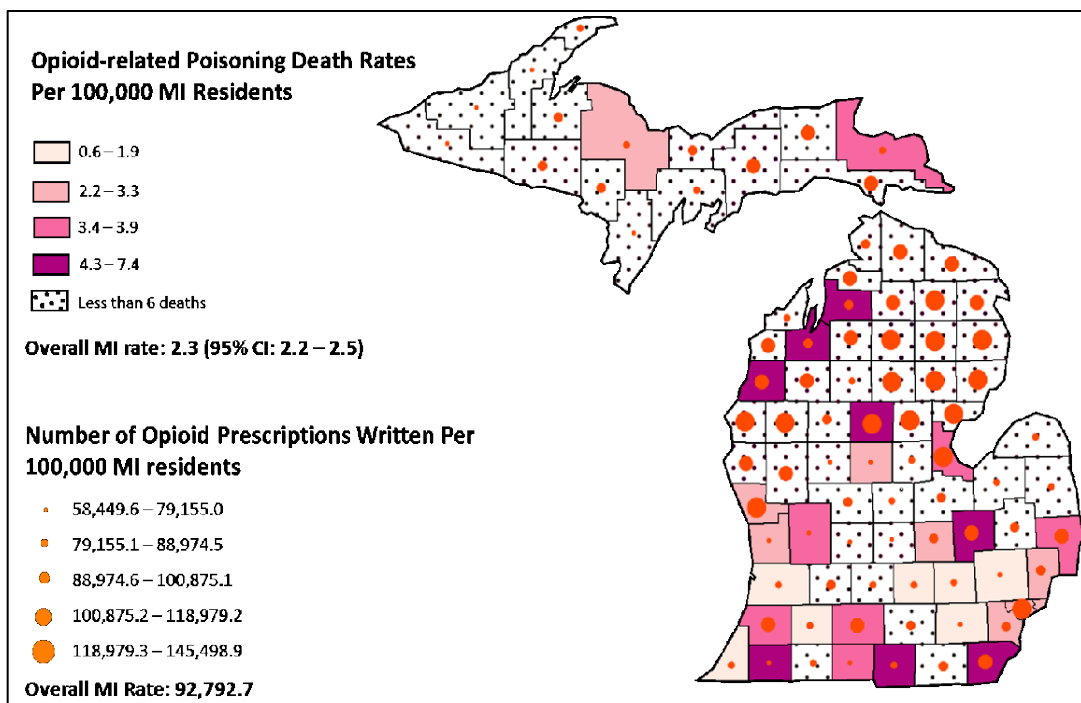 Opioid-related Poisoning Death Rates
Per 100,000 MI Residents
0.6 – 1.9
2.2 – 3.3
3.4 – 3.9
4.3 – 7.4
Less than 6 deaths
Overall MI rate: 2.3 (95% CI: 2.2 – 2.5)
Number of Opioid Prescriptions Written Per
100,000 MI residents
58,449.6 – 79,155.0
79,155.1 – 88,974.5
88,974.6 – 100,875.1
100,875.2 – 118,979.2
118,979.3 – 145,498.9
Overall MI Rate: 92,792.7